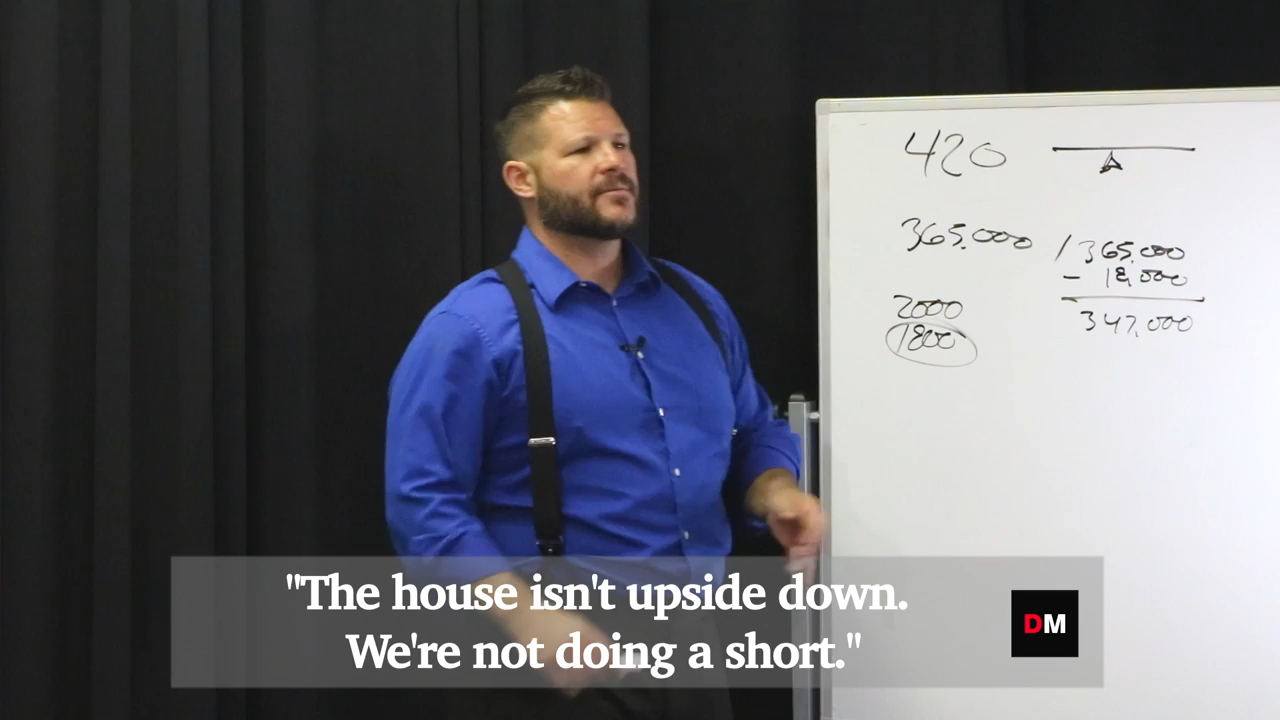 420
365.000
365.000
- 18,000
347,000
2000
1800
"The house isn't upside down.
We're not doing a short."
DM